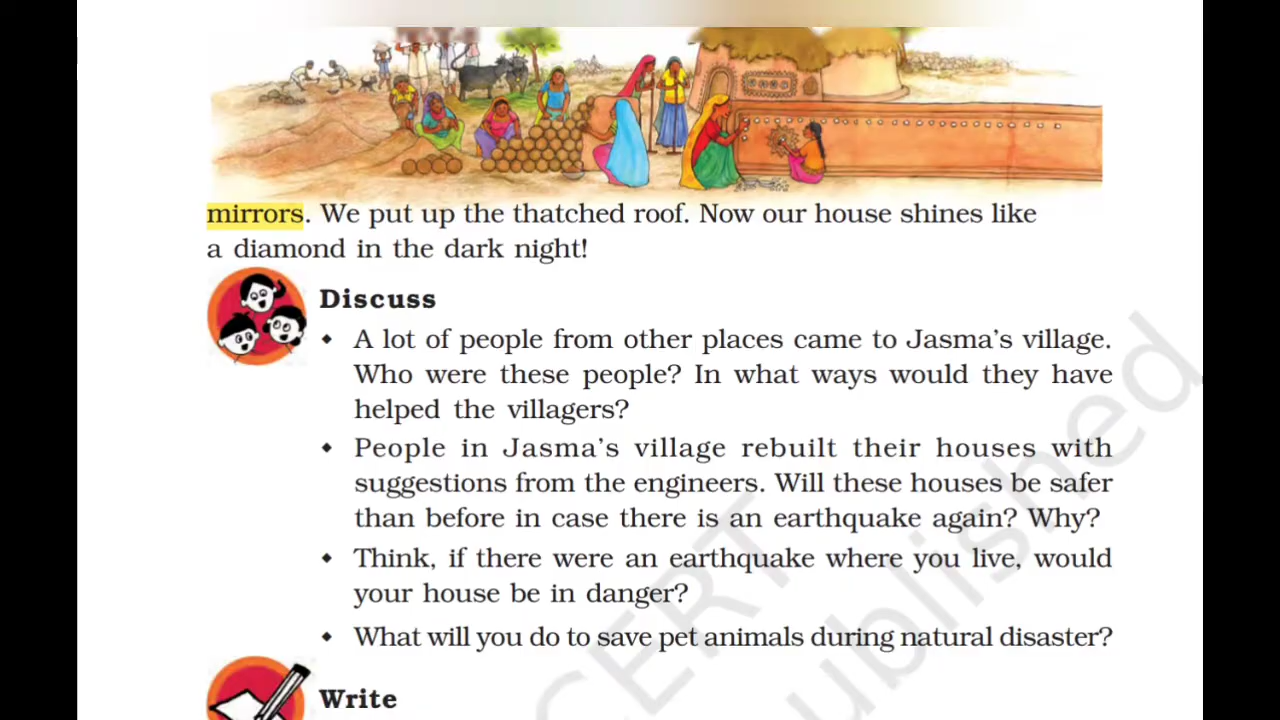 mirrors. We put up the thatched roof. Now our house shines like
a diamond in the dark night!
Discuss
• A lot of people from other places came to Jasma's village.
Who were these people? In what ways would they have
helped the villagers?
• People in Jasma's village rebuilt their houses with
suggestions from the engineers. Will these houses be safer
than before in case there is an earthquake again? Why?
• Think, if there were an earthquake where you live, would
your house be in danger?
• What will you do to save pet animals during natural disaster?
Write